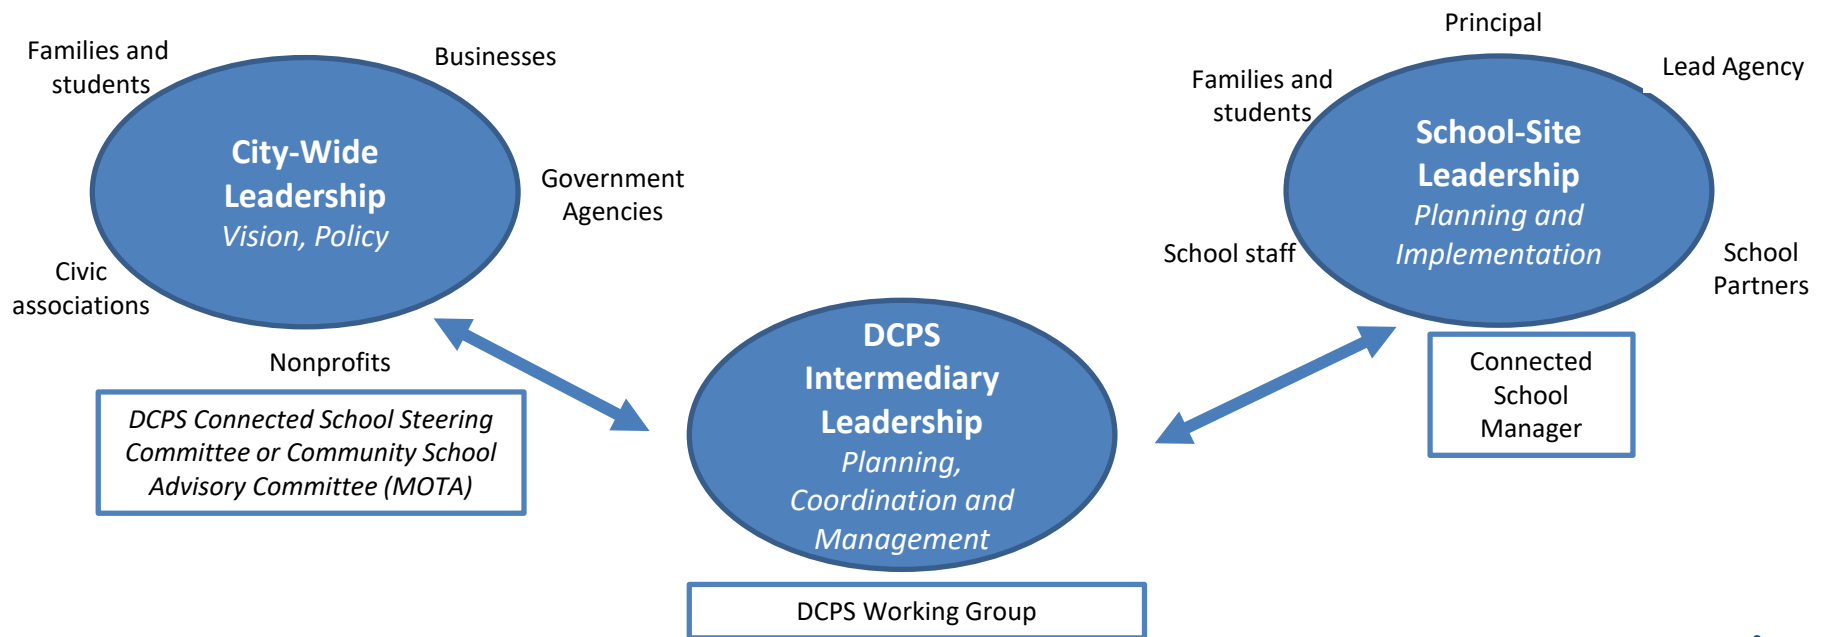 Families and
students
Businesses
City-Wide
Leadership
Vision, Policy
Government
Agencies
Civic
associations
Nonprofits
DCPS Connected School Steering
Committee or Community School
Advisory Committee (MOTA)
DCPS
Intermediary
Leadership
Planning,
Coordination and
Management
DCPS Working Group
Principal
Families and
students
Lead Agency
School-Site
Leadership
Planning and
Implementation
School staff
School
Partners
Connected
School
Manager